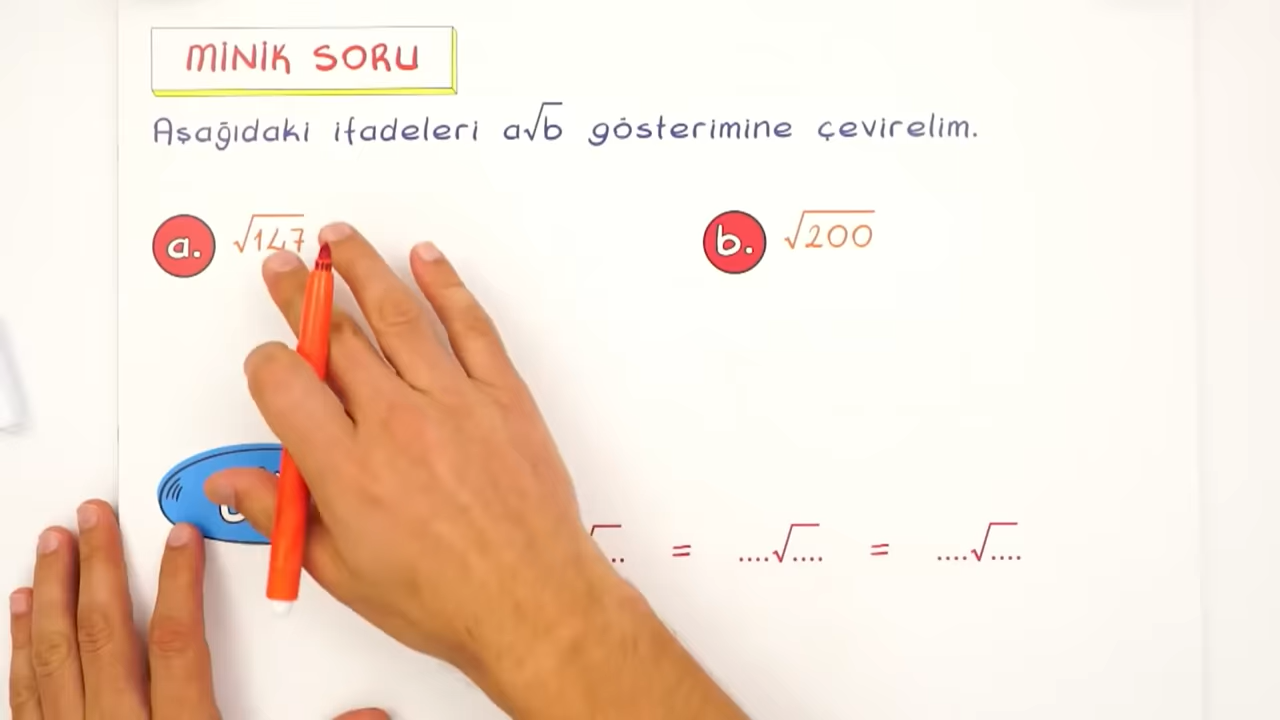 MİNİK SORU
Aşağıdaki ifadeleri a√b gösterimine çevirelim.
a. √147
b. √200
√.. = ....√.... = ....√....